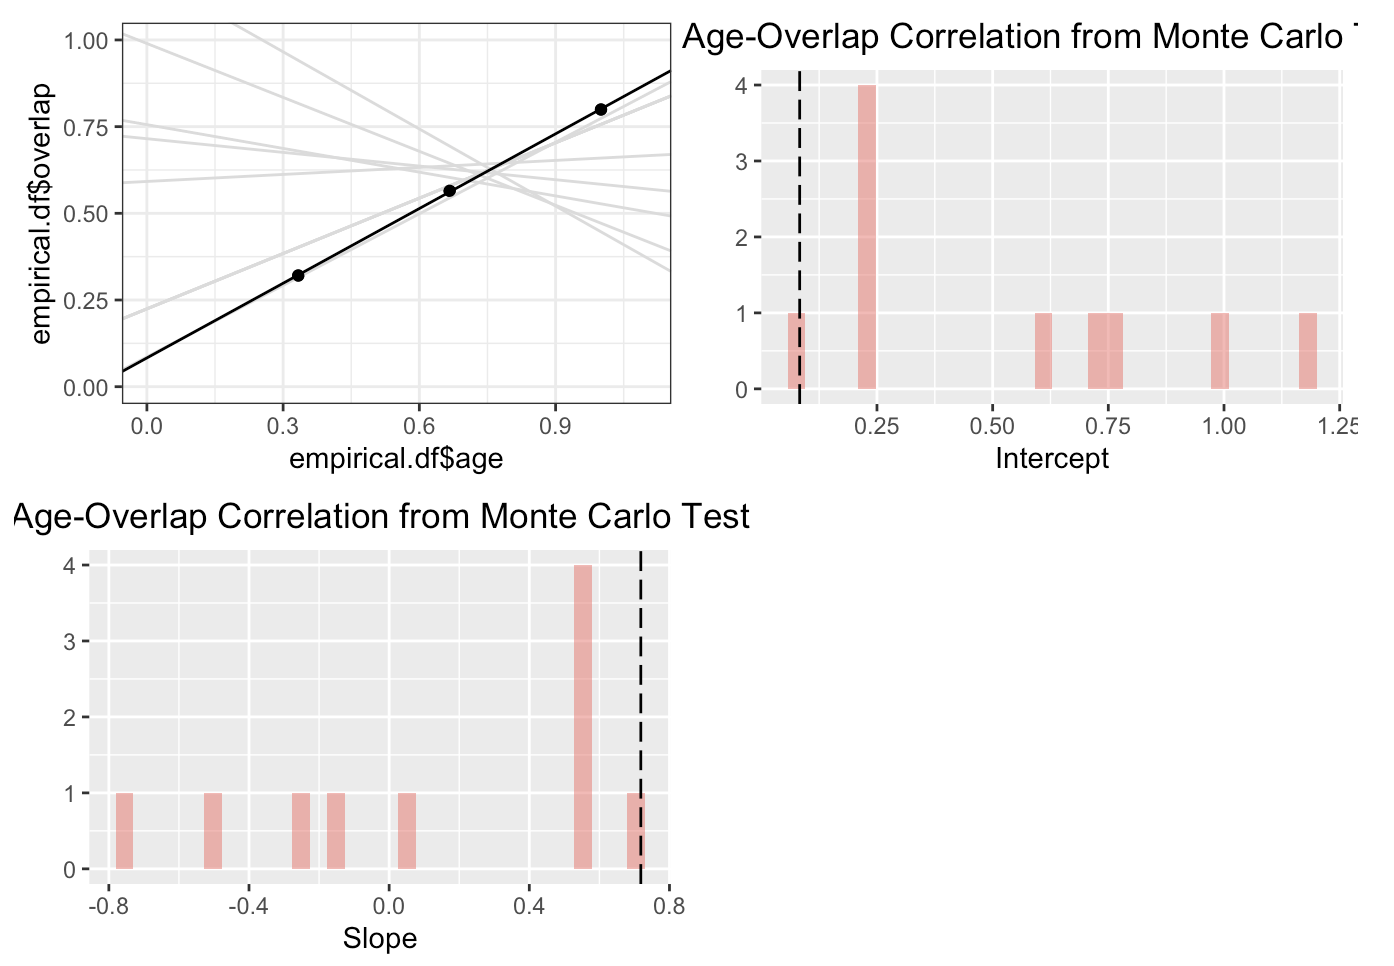 1.00
0.75
0.50
0.25
0.00
empirical.df$overlap
0.0 0.3 0.6 0.9
empirical.df$age
Age-Overlap Correlation from Monte Carlo
4
3
2
1
0
0.25 0.50 0.75 1.00 1.25
Intercept
Age-Overlap Correlation from Monte Carlo Test
4
3
2
1
0
-0.8 -0.4 0.0 0.4 0.8
Slope